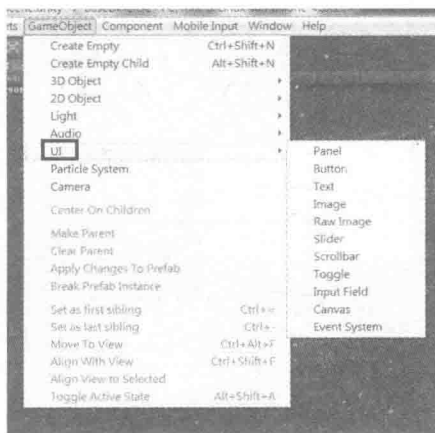 GameObject Component Mobile Input Window Help
Create Empty Ctrl+Shift+N
Create Empty Child Alt+Shift+N
3D Object
2D Object
Light
Audio
UI
Particle System
Camera
Center On Children
Make Parent
Clear Parent
Apply Changes To Prefab
Break Prefab Instance
Set as first sibling Ctrl+=
Set as last sibling Ctrl+-
Move To View Ctrl+Alt+F
Align With View Ctrl+Shift+F
Align View to Selected
Toggle Active State Alt+Shift+A
Panel
Button
Text
Image
Raw Image
Slider
Scrollbar
Toggle
Input Field
Canvas
Event System